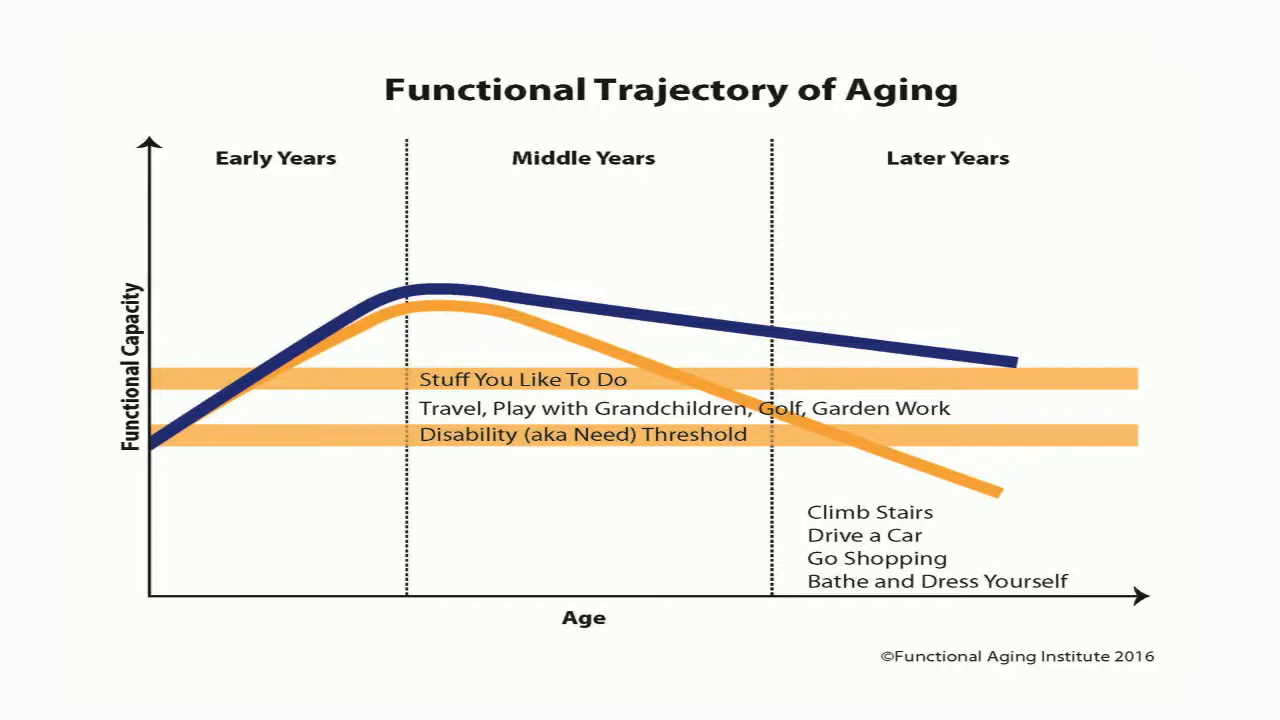 Functional Trajectory of Aging
Early Years
Middle Years
Later Years
Functional Capacity
Stuff You Like To Do
Travel, Play with Grandchildren, Golf, Garden Work
Disability (aka Need) Threshold
Climb Stairs
Drive a Car
Go Shopping
Bathe and Dress Yourself
Age
©Functional Aging Institute 2016